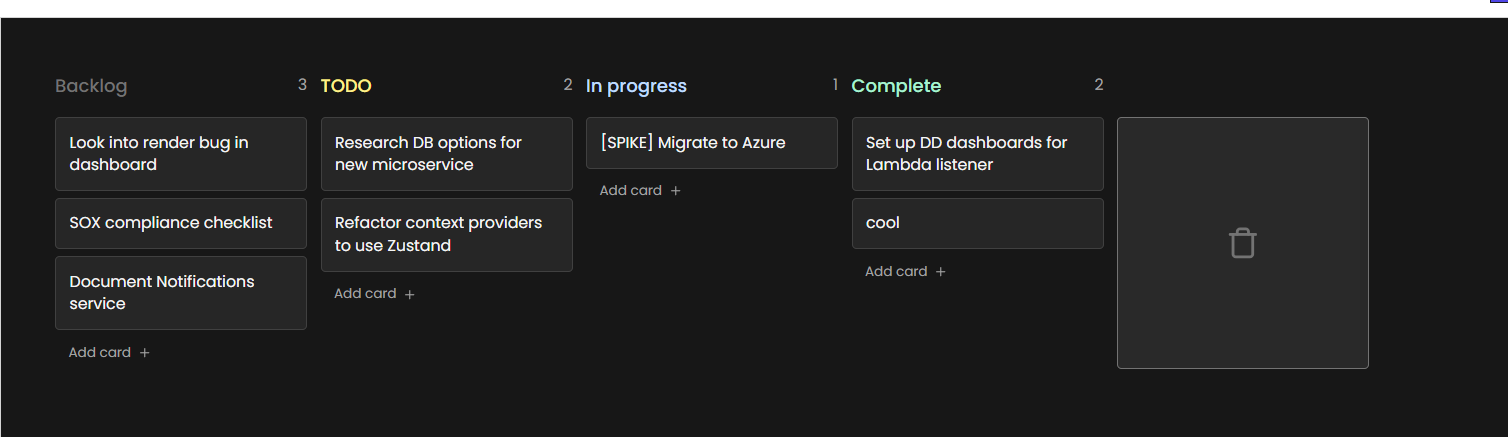 Backlog 3
Look into render bug in
dashboard
SOX compliance checklist
Document Notifications
service
Add card +
TODO 2
Research DB options for
new microservice
Refactor context providers
to use Zustand
Add card +
In progress 1
[SPIKE] Migrate to Azure
Add card +
Complete 2
Set up DD dashboards for
Lambda listener
cool
Add card +